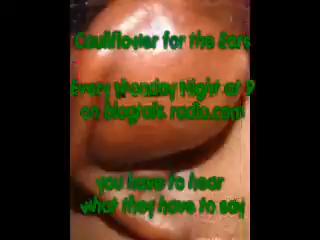 Cauliflower for the Ears
Every Monday Night at 9
on blogtalk radio.com
you have to hear
what they have to say